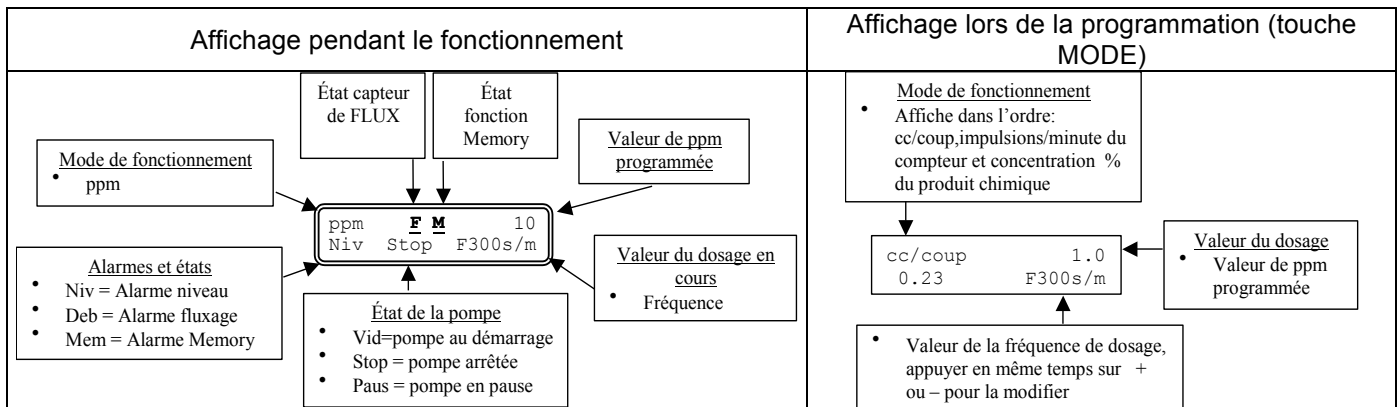 Affichage pendant le fonctionnement
Affichage lors de la programmation (touche
MODE)
État capteur
de FLUX
État
fonction
Memory
Valeur de ppm
programmée
Mode de fonctionnement
• ppm
ppm F M 10
Niv Stop F300s/m
Alarmes et états
• Niv = Alarme niveau
• Deb = Alarme fluxage
• Mem = Alarme Memory
État de la pompe
• Vid=pompe au démarrage
• Stop = pompe arrêtée
• Paus = pompe en pause
Valeur du dosage en
cours
• Fréquence
Mode de fonctionnement
• Affiche dans l’ordre:
cc/coup,impulsions/minute du
compteur et concentration %
du produit chimique
cc/coup 1.0
0.23 F300s/m
Valeur du dosage
• Valeur de ppm
programmée
• Valeur de la fréquence de dosage,
appuyer en même temps sur +
ou – pour la modifier